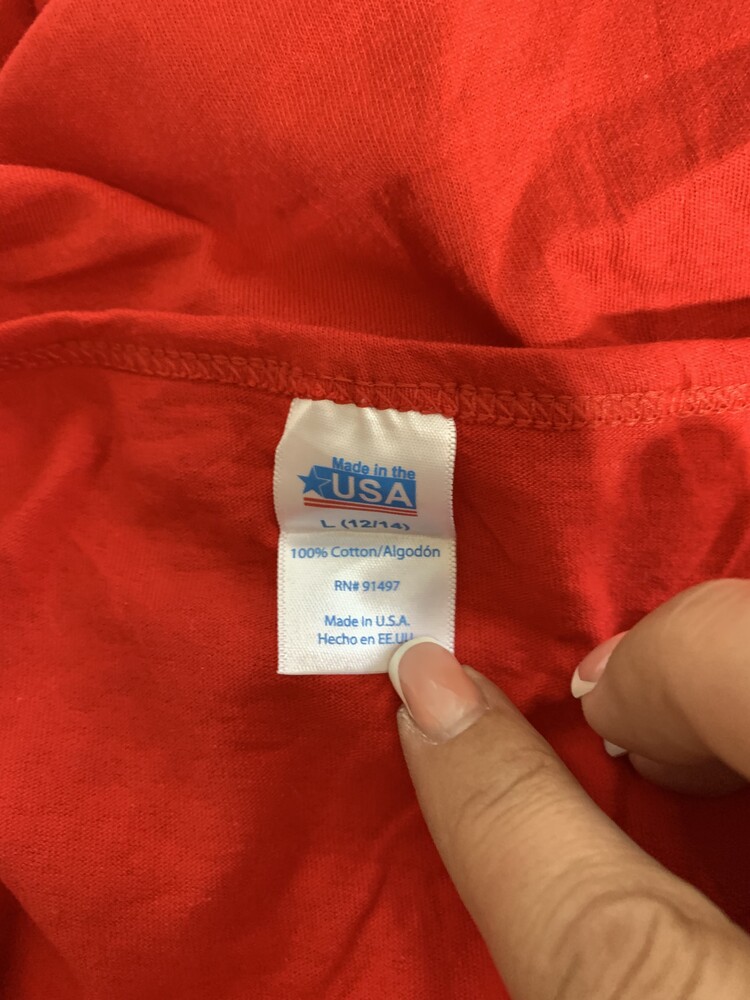 Made in the
USA
L (12/14)
100% Cotton/Algodón
RN# 91497
Made in U.S.A.
Hecho en EE.UU